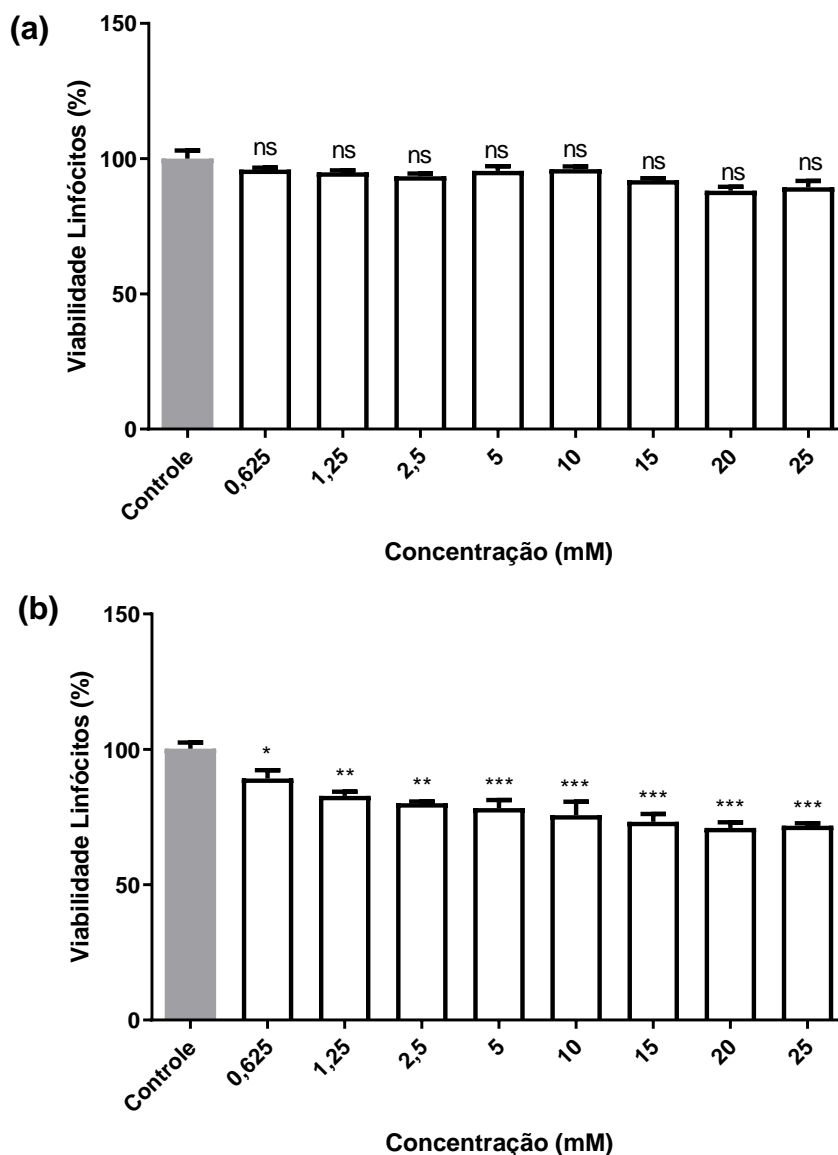 (a)
Viabilidade Linfócitos (%)
150
100
50
0
ns ns ns ns ns ns ns ns
Controle 0,625 1,25 2,5 5 10 15 20 25
Concentração (mM)
(b)
Viabilidade Linfócitos (%)
150
100
50
0
* ** ** *** *** *** *** ***
Controle 0,625 1,25 2,5 5 10 15 20 25
Concentração (mM)